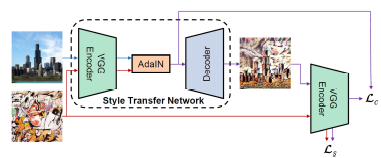 VGG
Encoder
AdaIN
Decoder
Style Transfer Network
VGG
Encoder
ℒc
ℒs